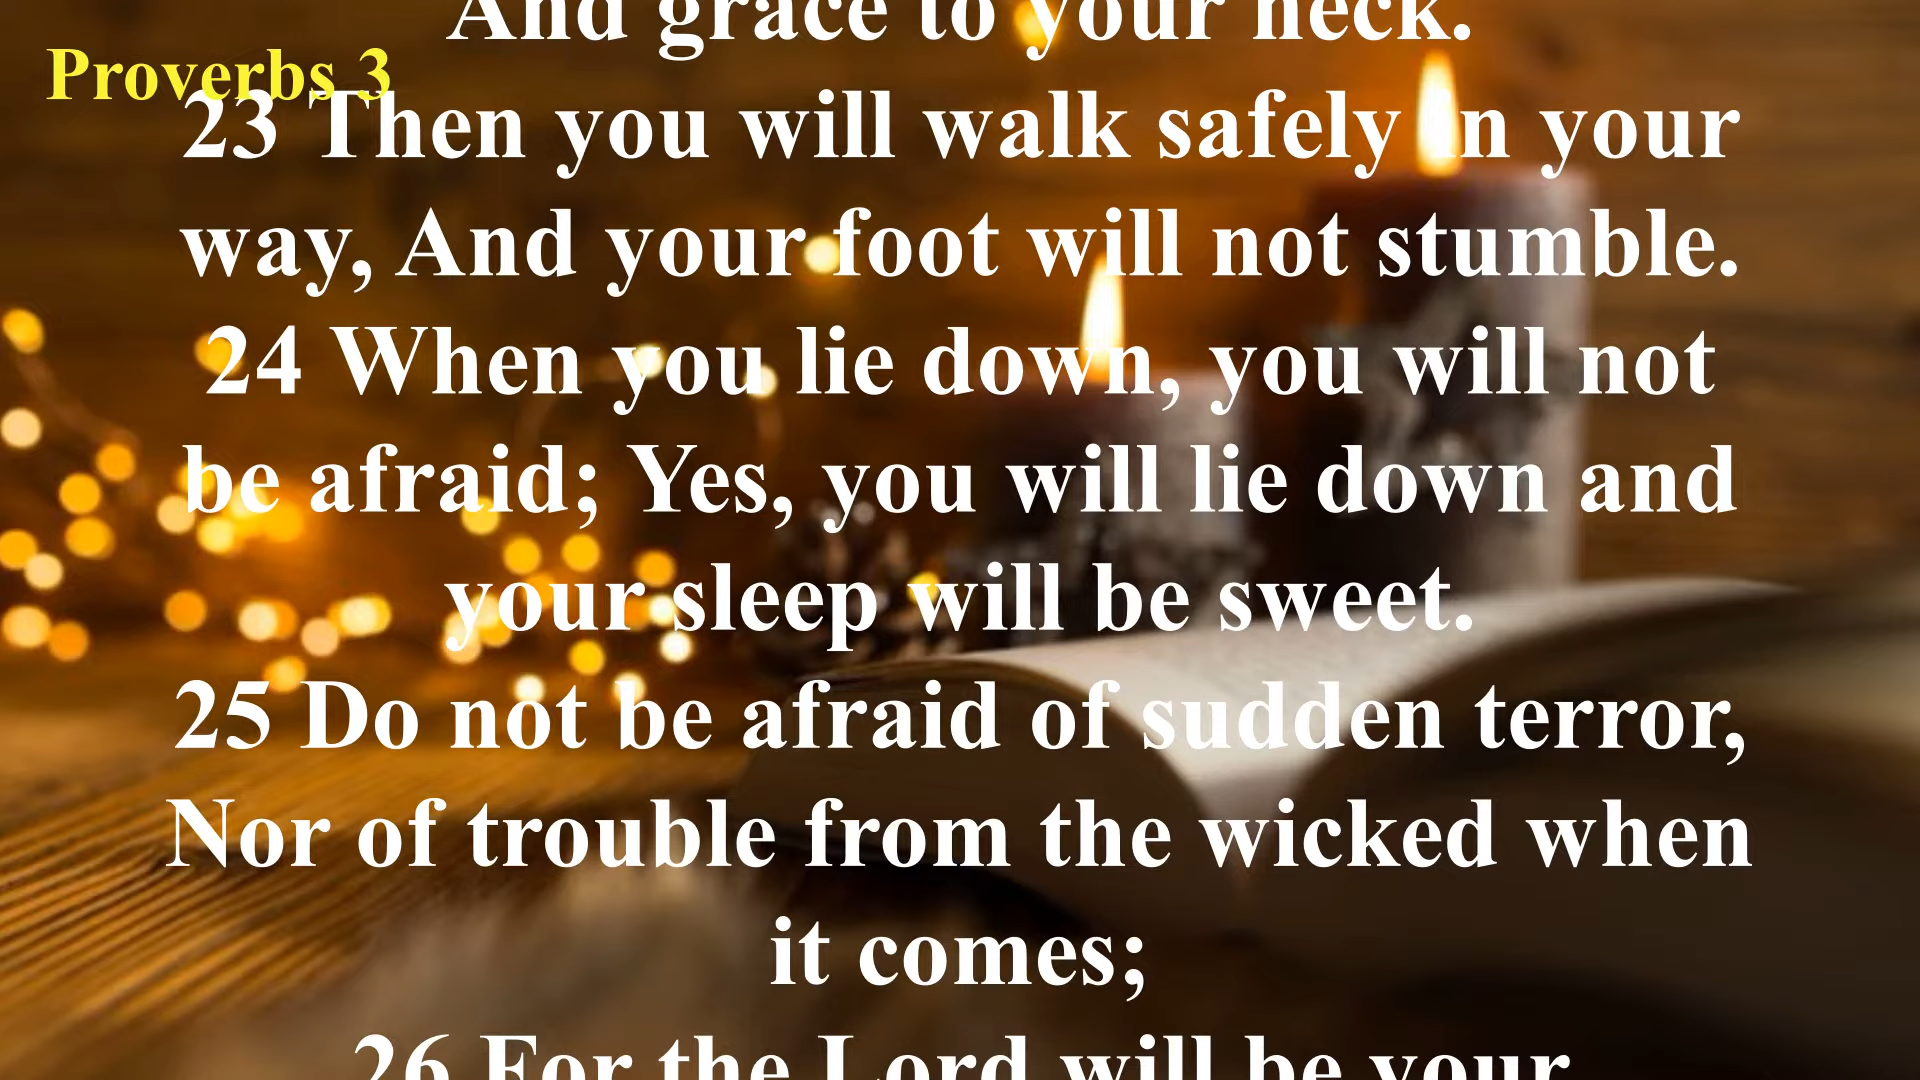 And grace to your neck.
Proverbs 3
23 Then you will walk safely in your
way, And your foot will not stumble.
24 When you lie down, you will not
be afraid; Yes, you will lie down and
your sleep will be sweet.
25 Do not be afraid of sudden terror,
Nor of trouble from the wicked when
it comes;
26 For the Lord will be your